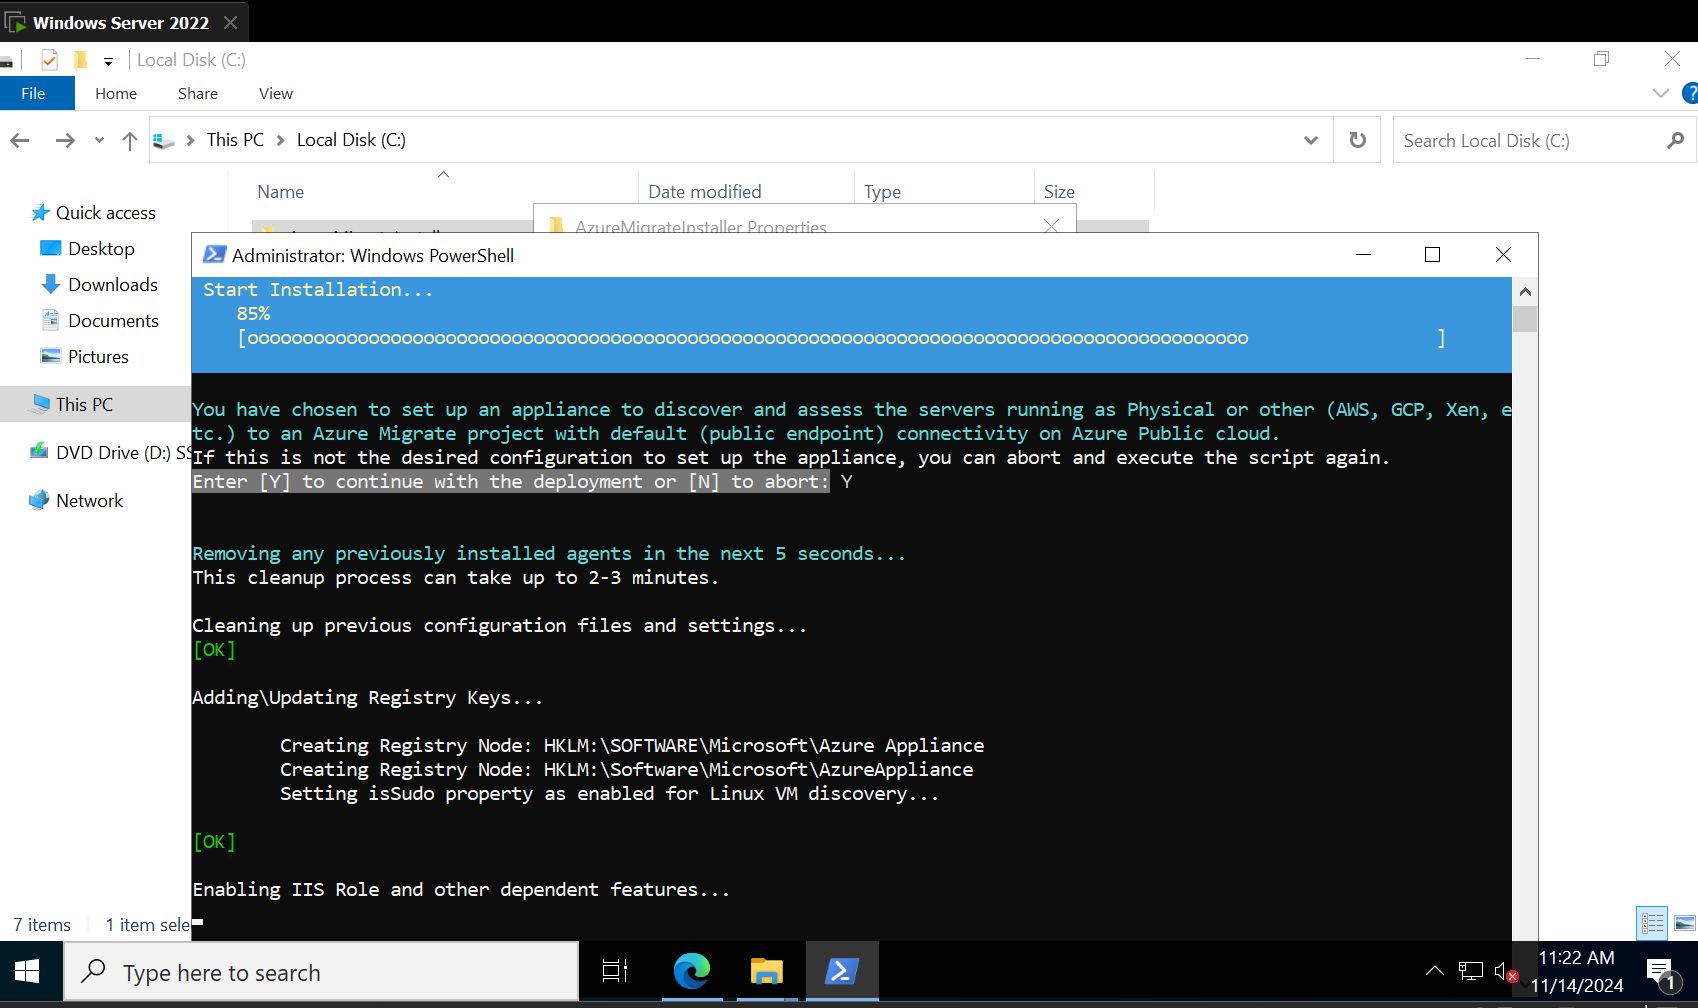 Windows Server 2022
Local Disk (C:)
File Home Share View
This PC > Local Disk (C:)
Search Local Disk (C:)
Name Date modified Type Size
Quick access
Desktop
Downloads
Documents
Pictures
This PC
DVD Drive (D:) SS
Network
AzureMigrateInstaller Properties
Administrator: Windows PowerShell
Start Installation...
85%
[ooooooooooooooooooooooooooooooooooooooooooooooooooooooooooooooooooooooooooooooooooooooooooo ]
You have chosen to set up an appliance to discover and assess the servers running as Physical or other (AWS, GCP, Xen, e
tc.) to an Azure Migrate project with default (public endpoint) connectivity on Azure Public cloud.
If this is not the desired configuration to set up the appliance, you can abort and execute the script again.
Enter [Y] to continue with the deployment or [N] to abort: Y
Removing any previously installed agents in the next 5 seconds...
This cleanup process can take up to 2-3 minutes.
Cleaning up previous configuration files and settings...
[OK]
Adding\Updating Registry Keys...
Creating Registry Node: HKLM:\SOFTWARE\Microsoft\Azure Appliance
Creating Registry Node: HKLM:\Software\Microsoft\AzureAppliance
Setting isSudo property as enabled for Linux VM discovery...
[OK]
Enabling IIS Role and other dependent features...
7 items 1 item sele
Type here to search
11:22 AM
11/14/2024
1